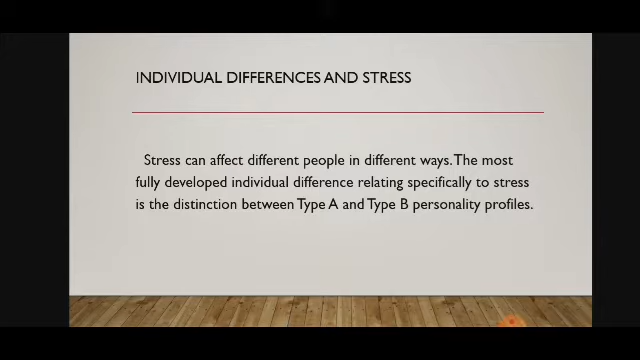 INDIVIDUAL DIFFERENCES AND STRESS
Stress can affect different people in different ways. The most
fully developed individual difference relating specifically to stress
is the distinction between Type A and Type B personality profiles.